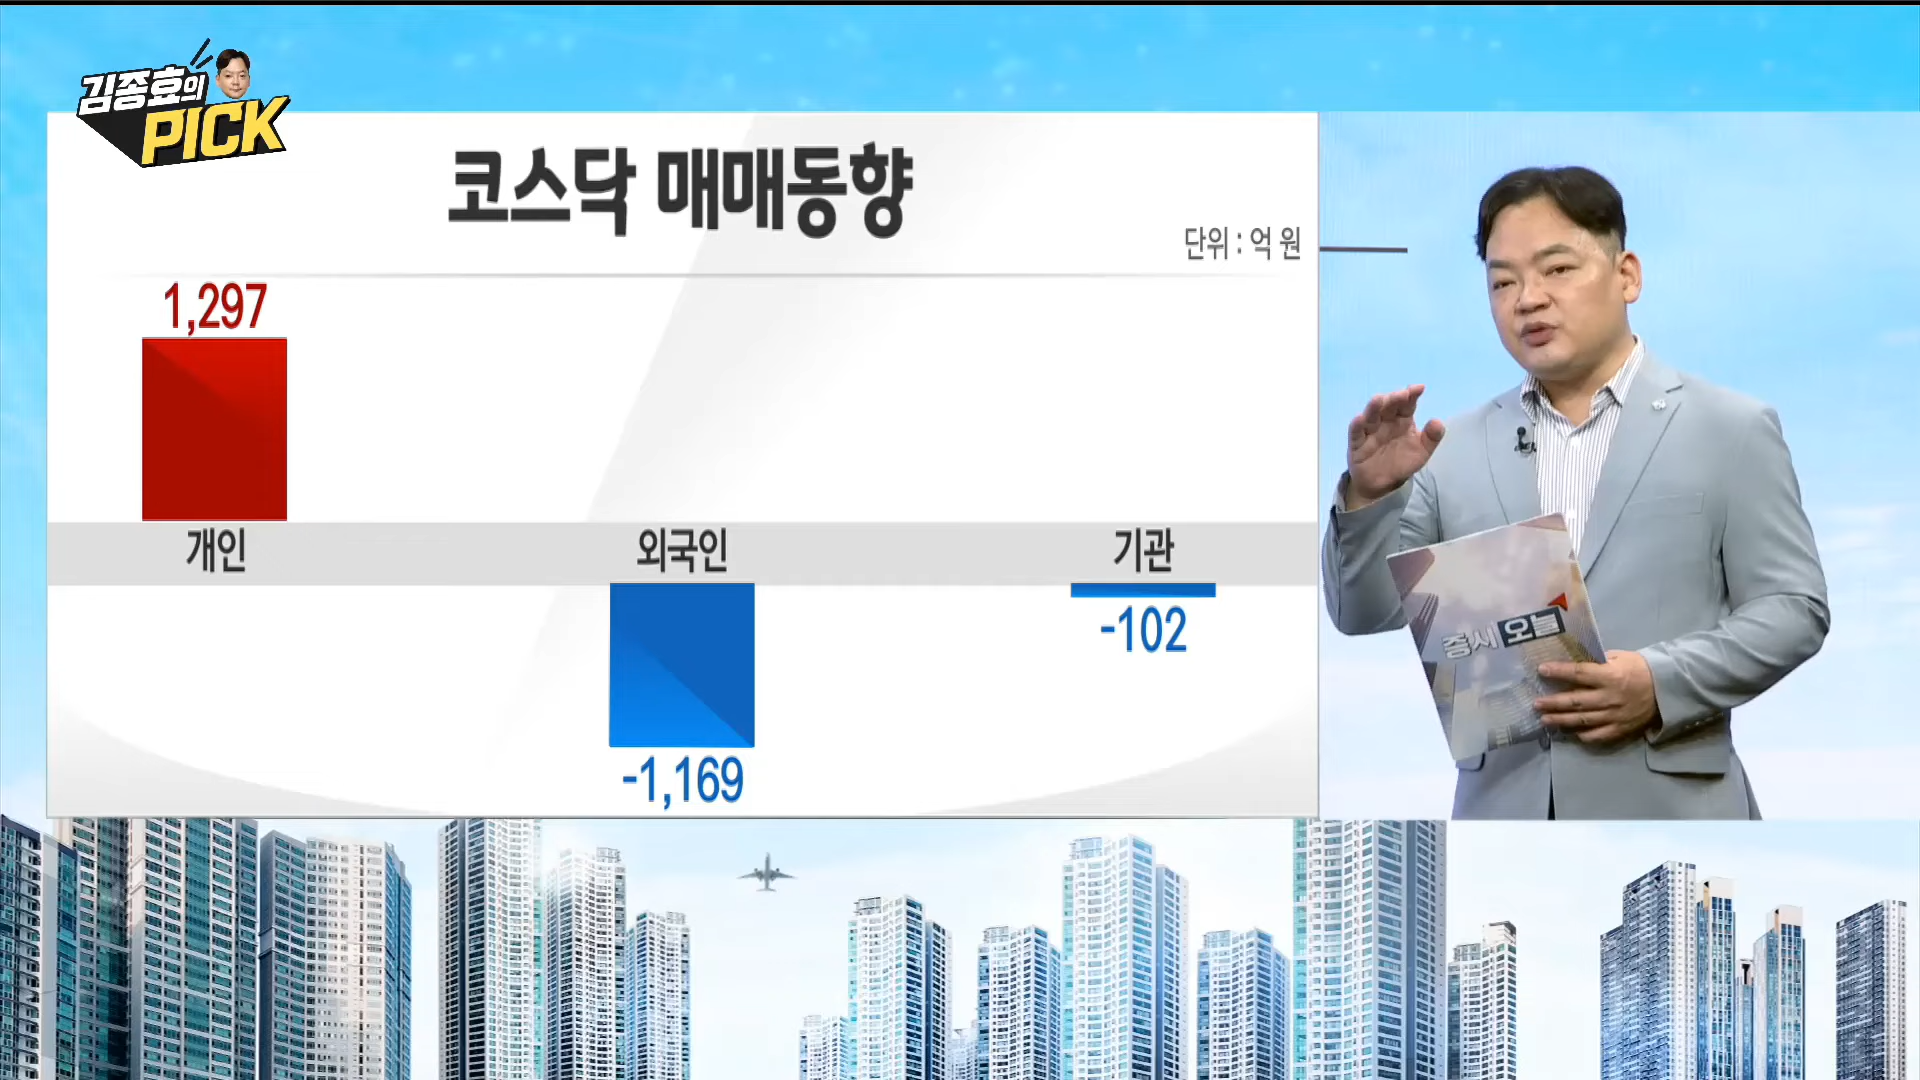 김종효의
PICK
코스닥 매매동향
단위 : 억 원
1,297
개인
외국인
기관
-102
-1,169
증시 오늘